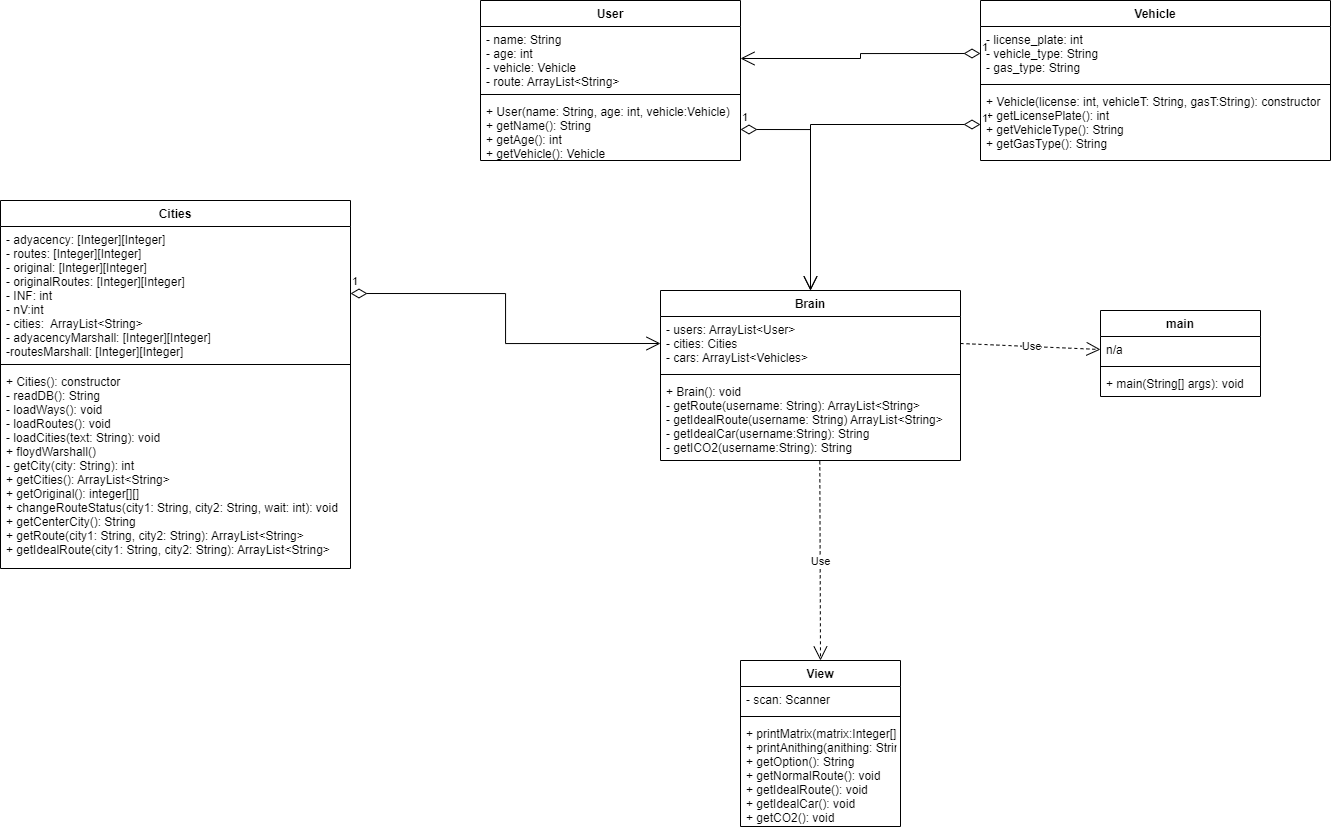 User
- name: String
- age: int
- vehicle: Vehicle
- route: ArrayList<String>
+ User(name: String, age: int, vehicle:Vehicle)
+ getName(): String
+ getAge(): int
+ getVehicle(): Vehicle
1
Vehicle
- license_plate: int
- vehicle_type: String
- gas_type: String
1
+ Vehicle(license: int, vehicleT: String, gasT:String): constructor
+ getLicensePlate(): int
+ getVehicleType(): String
+ getGasType(): String
1
Cities
- adyacency: [Integer][Integer]
- routes: [Integer][Integer]
- original: [Integer][Integer]
- originalRoutes: [Integer][Integer]
- INF: int
- nV:int
- cities:  ArrayList<String>
- adyacencyMarshall: [Integer][Integer]
-routesMarshall: [Integer][Integer]
+ Cities(): constructor
- readDB(): String
- loadWays(): void
- loadRoutes(): void
- loadCities(text: String): void
+ floydWarshall()
- getCity(city: String): int
+ getCities(): ArrayList<String>
+ getOriginal(): integer[][]
+ changeRouteStatus(city1: String, city2: String, wait: int): void
+ getCenterCity(): String
+ getRoute(city1: String, city2: String): ArrayList<String>
+ getIdealRoute(city1: String, city2: String): ArrayList<String>
1
Brain
- users: ArrayList<User>
- cities: Cities
- cars: ArrayList<Vehicles>
+ Brain(): void
- getRoute(username: String): ArrayList<String>
- getIdealRoute(username: String) ArrayList<String>
- getIdealCar(username:String): String
- getICO2(username:String): String
Use
main
n/a
+ main(String[] args): void
Use
View
- scan: Scanner
+ printMatrix(matrix:Integer[]
+ printAnithing(anithing: Strin
+ getOption(): String
+ getNormalRoute(): void
+ getIdealRoute(): void
+ getIdealCar(): void
+ getCO2(): void